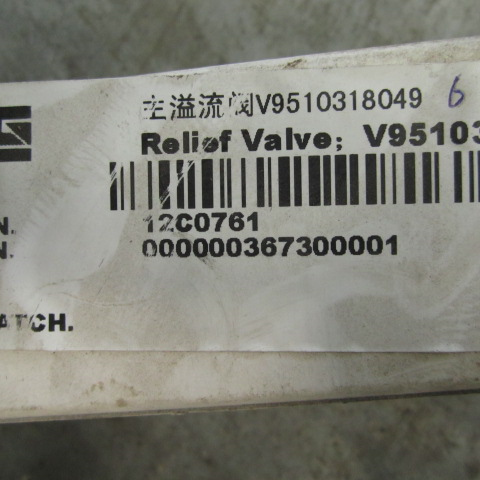 主溢流阀V9510318049 6
Relief Valve; V95103
N. 12C0761
N. 000000367300001
ATCH.